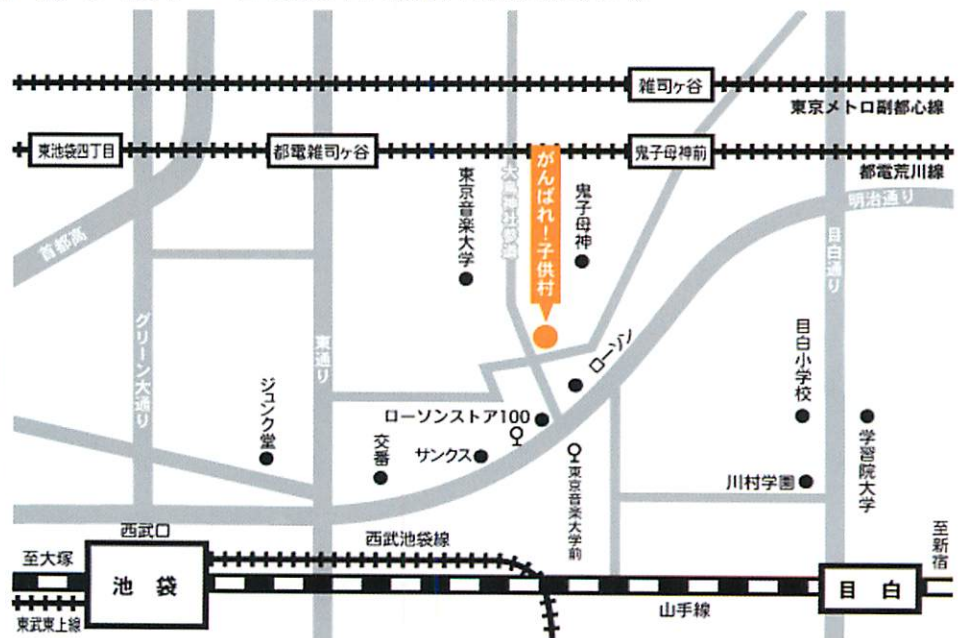 雑司ヶ谷
東京メトロ副都心線
東池袋四丁目
都電雑司ヶ谷
鬼子母神前
都電荒川線
がんばれ！子供村
大鳥神社参道
東京音楽大学
鬼子母神
明治通り
首都高
目白通り
グリーン大通り
東通り
ローソン
目白小学校
ジュンク堂
ローソンストア100
交番
サンクス
東京音楽大学前
川村学園
学習院大学
西武口
西武池袋線
至大塚
池袋
至新宿
目白
山手線
東武東上線